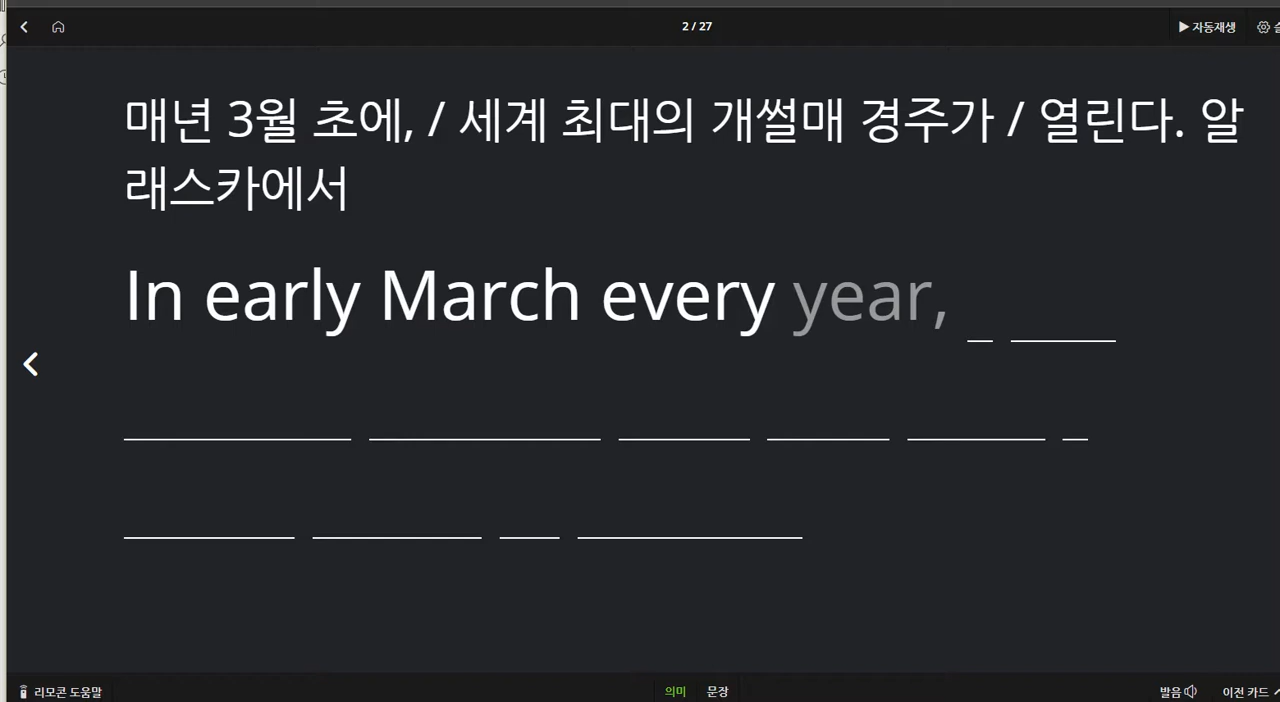 2 / 27
▶ 자동재생
매년 3월 초에, / 세계 최대의 개썰매 경주가 / 열린다. 알
래스카에서
In early March every year,
리모콘 도움말
의미 문장
발음 이전 카드